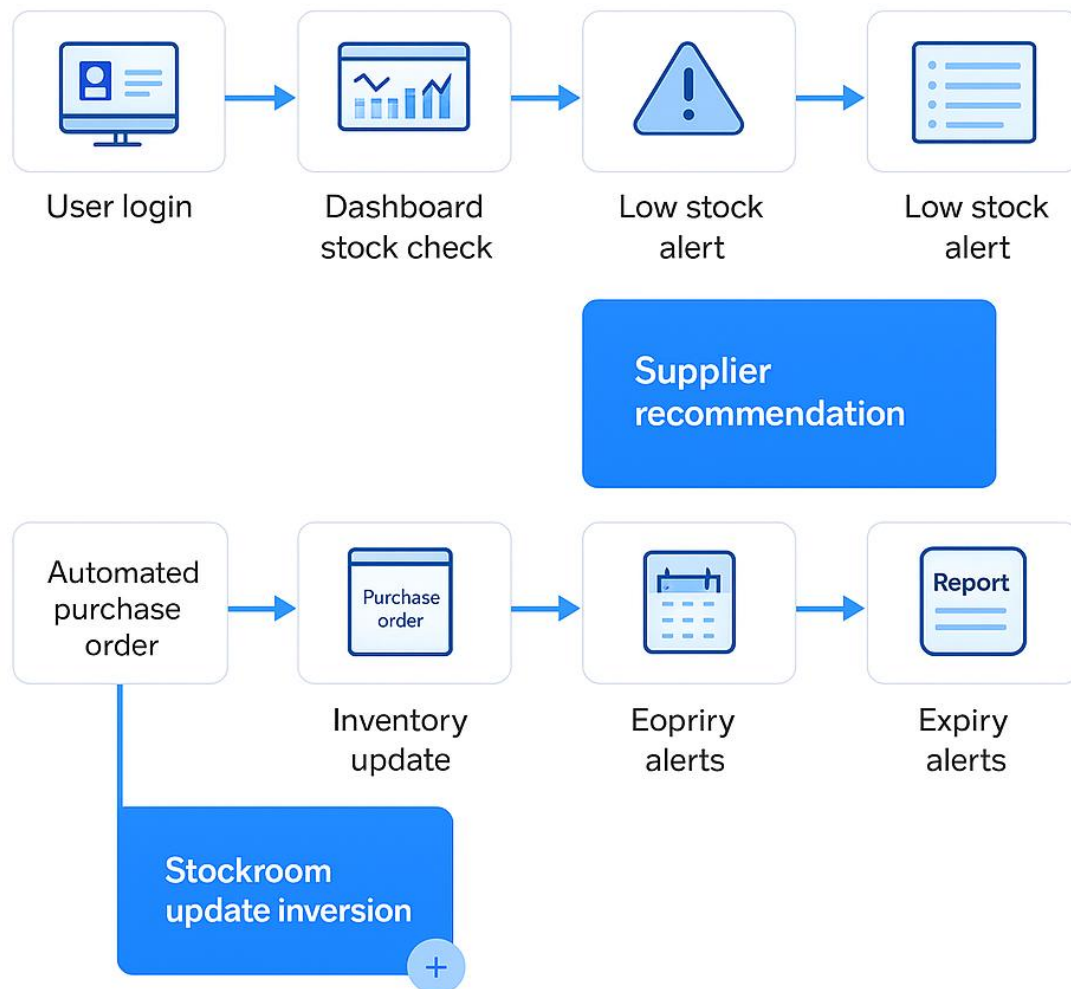 User login
Dashboard
stock check
Low stock
alert
Low stock
alert
Supplier
recommendation
Automated
purchase
order
Purchase
order
Report
Inventory
update
Eopriry
alerts
Expiry
alerts
Stockroom
update inversion
+